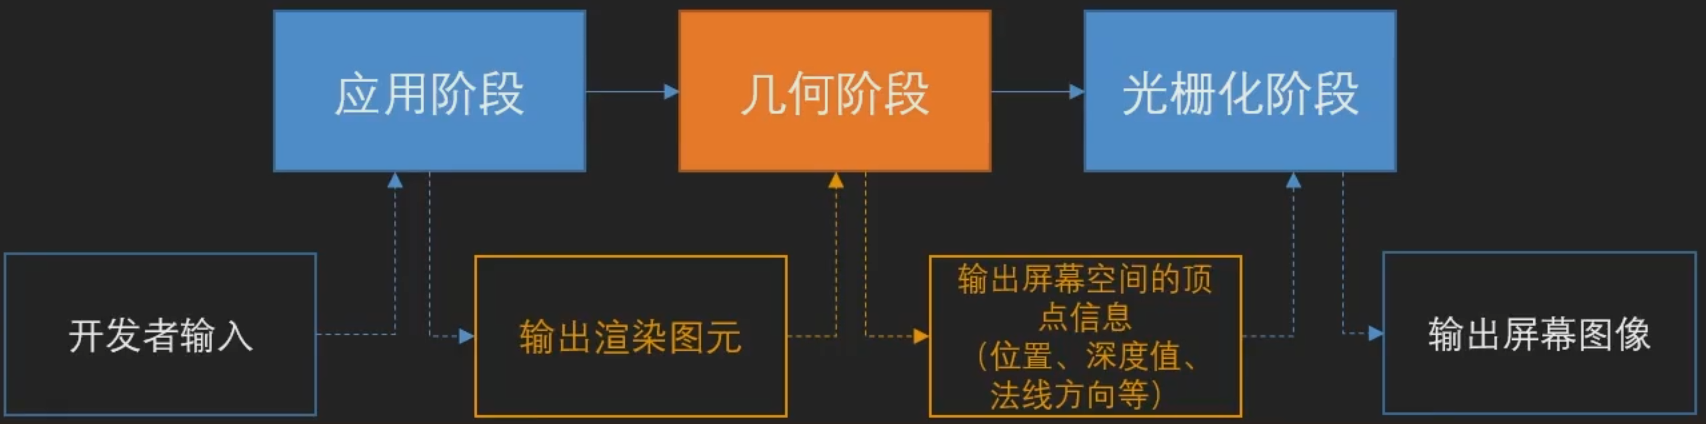 应用阶段
几何阶段
光栅化阶段
开发者输入
输出渲染图元
输出屏幕空间的顶
点信息
（位置、深度值、
法线方向等）
输出屏幕图像